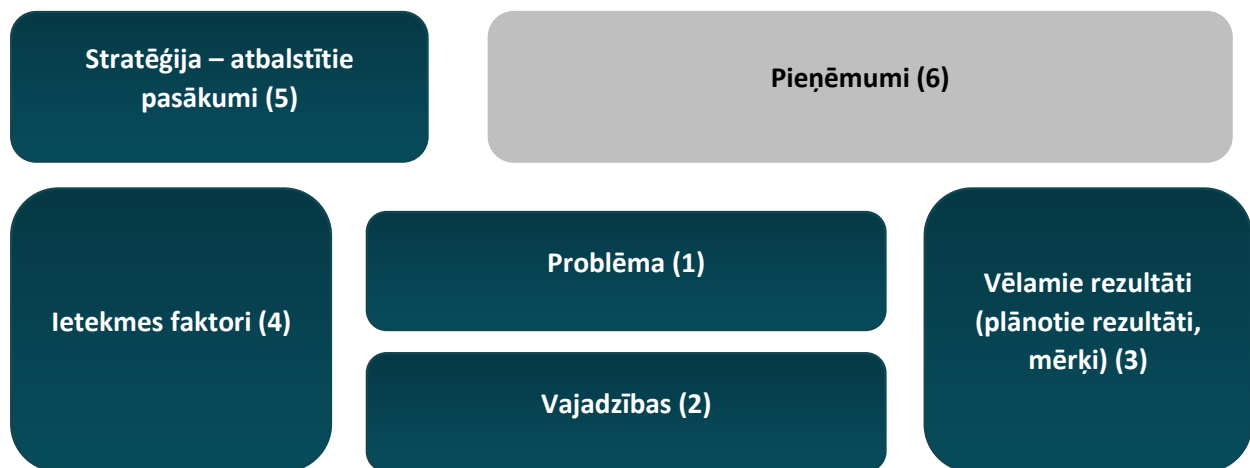 Stratēģija – atbalstītie
pasākumi (5)
Pieņēmumi (6)
Ietekmes faktori (4)
Problēma (1)
Vajadzības (2)
Vēlamie rezultāti
(plānotie rezultāti,
mērķi) (3)